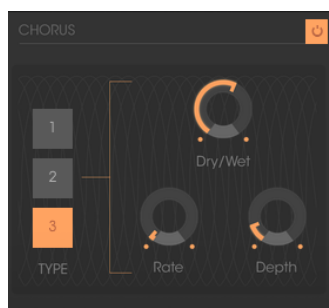 CHORUS
1
2
3
Dry/Wet
TYPE
Rate
Depth